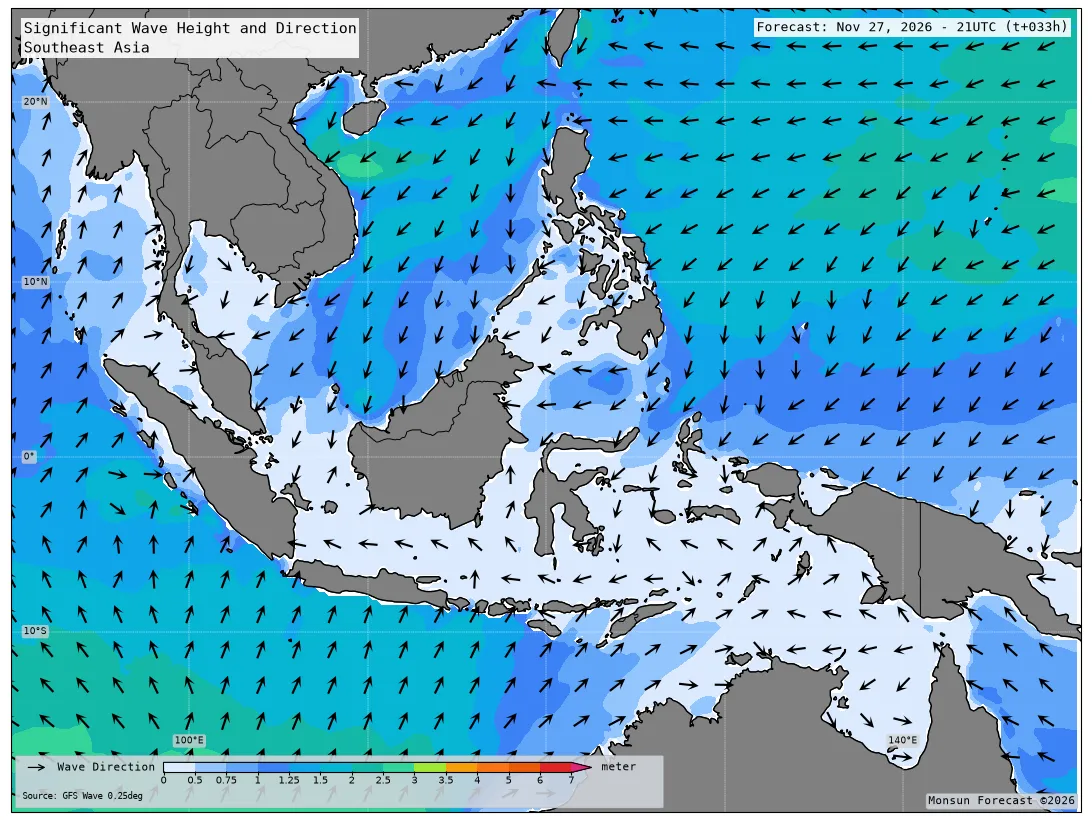 Significant Wave Height and Direction
Southeast Asia
Forecast: Nov 27, 2026 - 21UTC (t+033h)
20°N
10°N
0°
10°S
100°E
140°E
Wave Direction
meter
0 0.5 0.75 1 1.25 1.5 2 2.5 3 3.5 4 5 6 7
Source: GFS Wave 0.25deg
Monsun Forecast ©2026